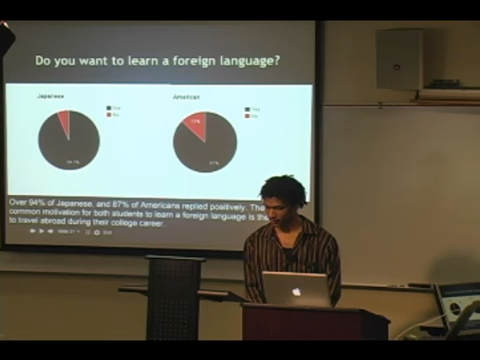 Do you want to learn a foreign language?
Japanese
American
Yes
No
Yes
No
13%
87%
Over 94% of Japanese, and 87% of Americans replied positively. The
common motivation for both students to learn a foreign language is the
to travel abroad during their college career.